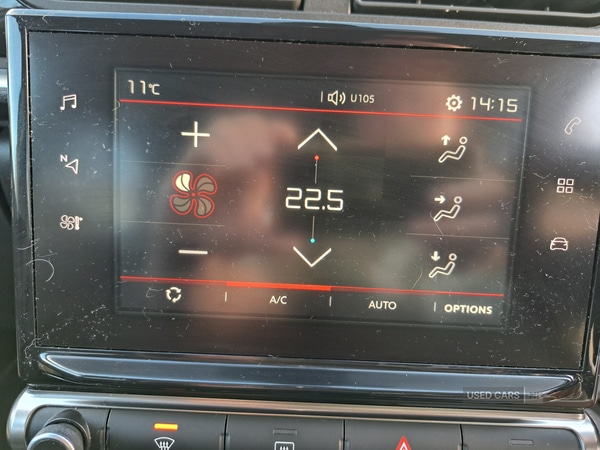 11°C U105 14:15
N
22.5
A/C AUTO OPTIONS
USED CARS